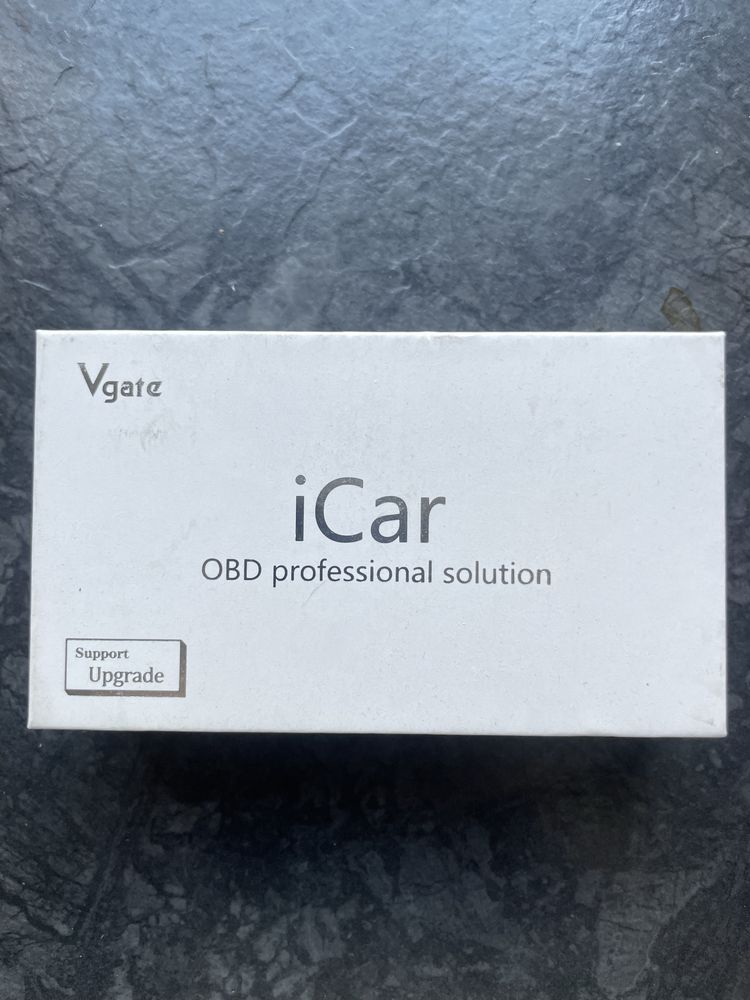 Vgate
iCar
OBD professional solution
Support
Upgrade